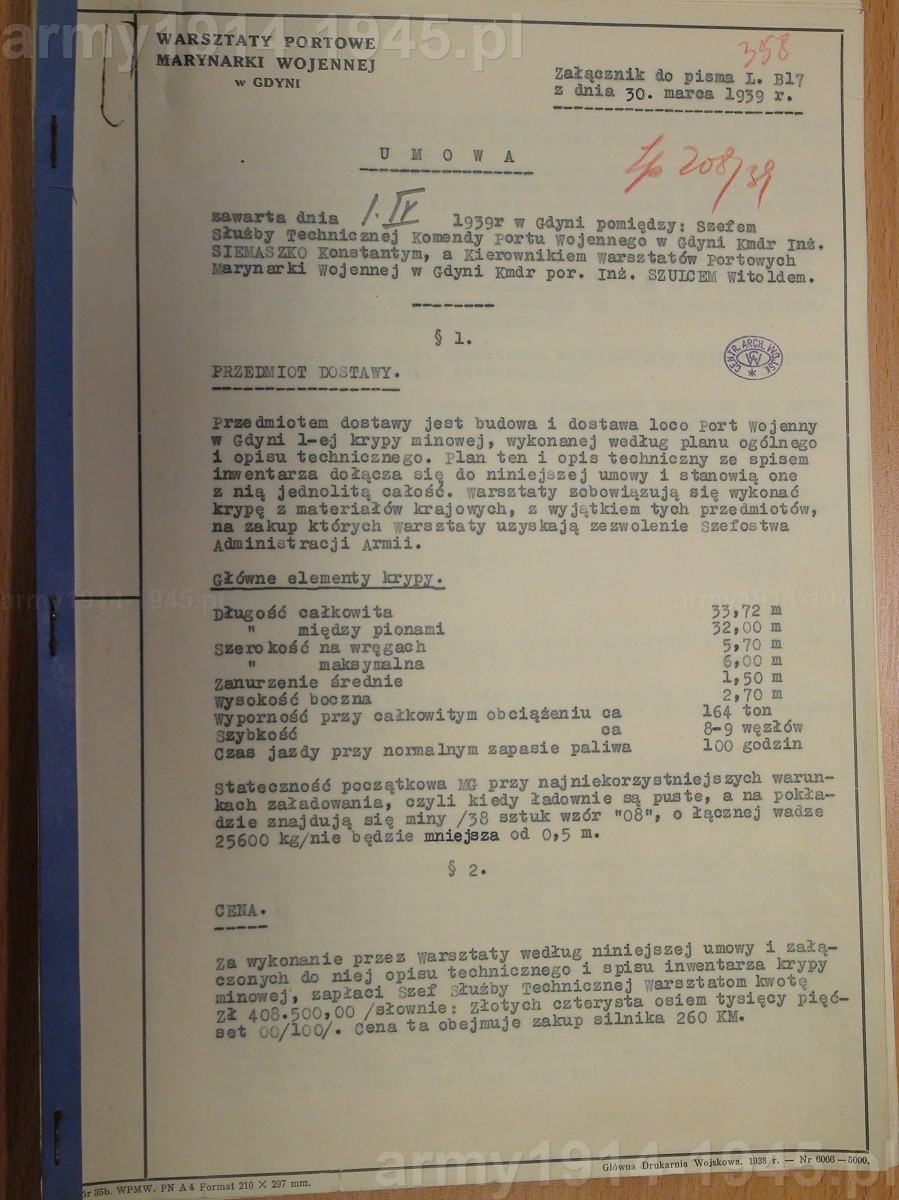 army1914-1945.pl
WARSZTATY PORTOWE
MARYNARKI WOJENNEJ
w GDYNI
358
Załącznik do pisma L. B17
z dnia 30. marca 1939 r.
U M O W A
Lp 208/39
zawarta dnia 1.IV 1939r w Gdyni pomiędzy: Szefem
Służby Technicznej Komendy Portu Wojennego w Gdyni Kmdr Inż.
SIEMASZKO Konstantym, a Kierownikiem Warsztatów Portowych
Marynarki Wojennej w Gdyni Kmdr por. Inż. SZULCEM Witoldem.
§ 1.
CENTR. ARCH. WOJSK
CAW
PRZEDMIOT DOSTAWY.
Przedmiotem dostawy jest budowa i dostawa loco Port Wojenny
w Gdyni 1-ej krypy minowej, wykonanej według planu ogólnego
i opisu technicznego. Plan ten i opis techniczny ze spisem
inwentarza dołącza się do niniejszej umowy i stanowią one
z nią jednolitą całość. Warsztaty zobowiązują się wykonać
krypę z materiałów krajowych, z wyjątkiem tych przedmiotów,
na zakup których Warsztaty uzyskają zezwolenie Szefostwa
Administracji Armii.
Główne elementy krypy.
Długość całkowita 33,72 m
" między pionami 32,00 m
Szerokość na wręgach 5,70 m
" maksymalna 6,00 m
Zanurzenie średnie 1,50 m
Wysokość boczna 2,70 m
Wyporność przy całkowitym obciążeniu ca 164 ton
Szybkość ca 8-9 węzłów
Czas jazdy przy normalnym zapasie paliwa 100 godzin
army1914-1945.pl
army1914-1945.pl
Stateczność początkowa MG przy najniekorzystniejszych warun-
kach załadowania, czyli kiedy ładownie są puste, a na pokła-
dzie znajdują się miny /38 sztuk wzór "08", o łącznej wadze
25600 kg/nie będzie mniejsza od 0,5 m.
§ 2.
CENA.
Za wykonanie przez Warsztaty według niniejszej umowy i załą-
czonych do niej opisu technicznego i spisu inwentarza krypy
minowej, zapłaci Szef Służby Technicznej Warsztatom kwotę
Zł 408.500,00 /słownie: Złotych czterysta osiem tysięcy pięć-
set 00/100/. Cena ta obejmuje zakup silnika 260 KM.
army1914-1945.pl
Główna Drukarnia Wojskowa. 1938 r. — Nr 6066—5000.
ór 35b. WPMW. PN A4 Format 210 × 297 mm.